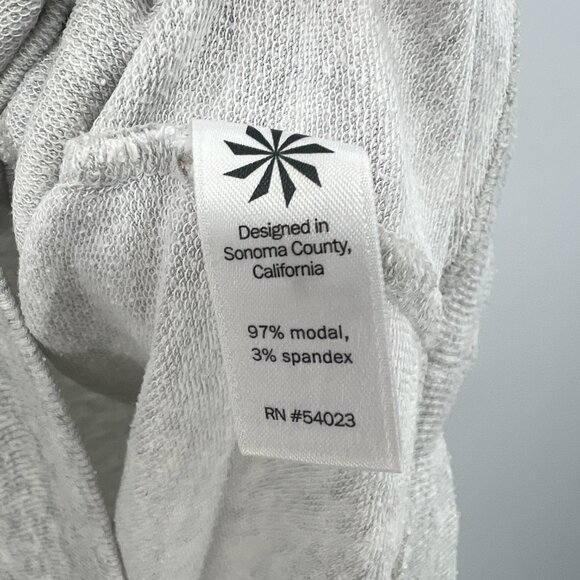 Designed in
Sonoma County,
California
97% modal,
3% spandex
RN #54023